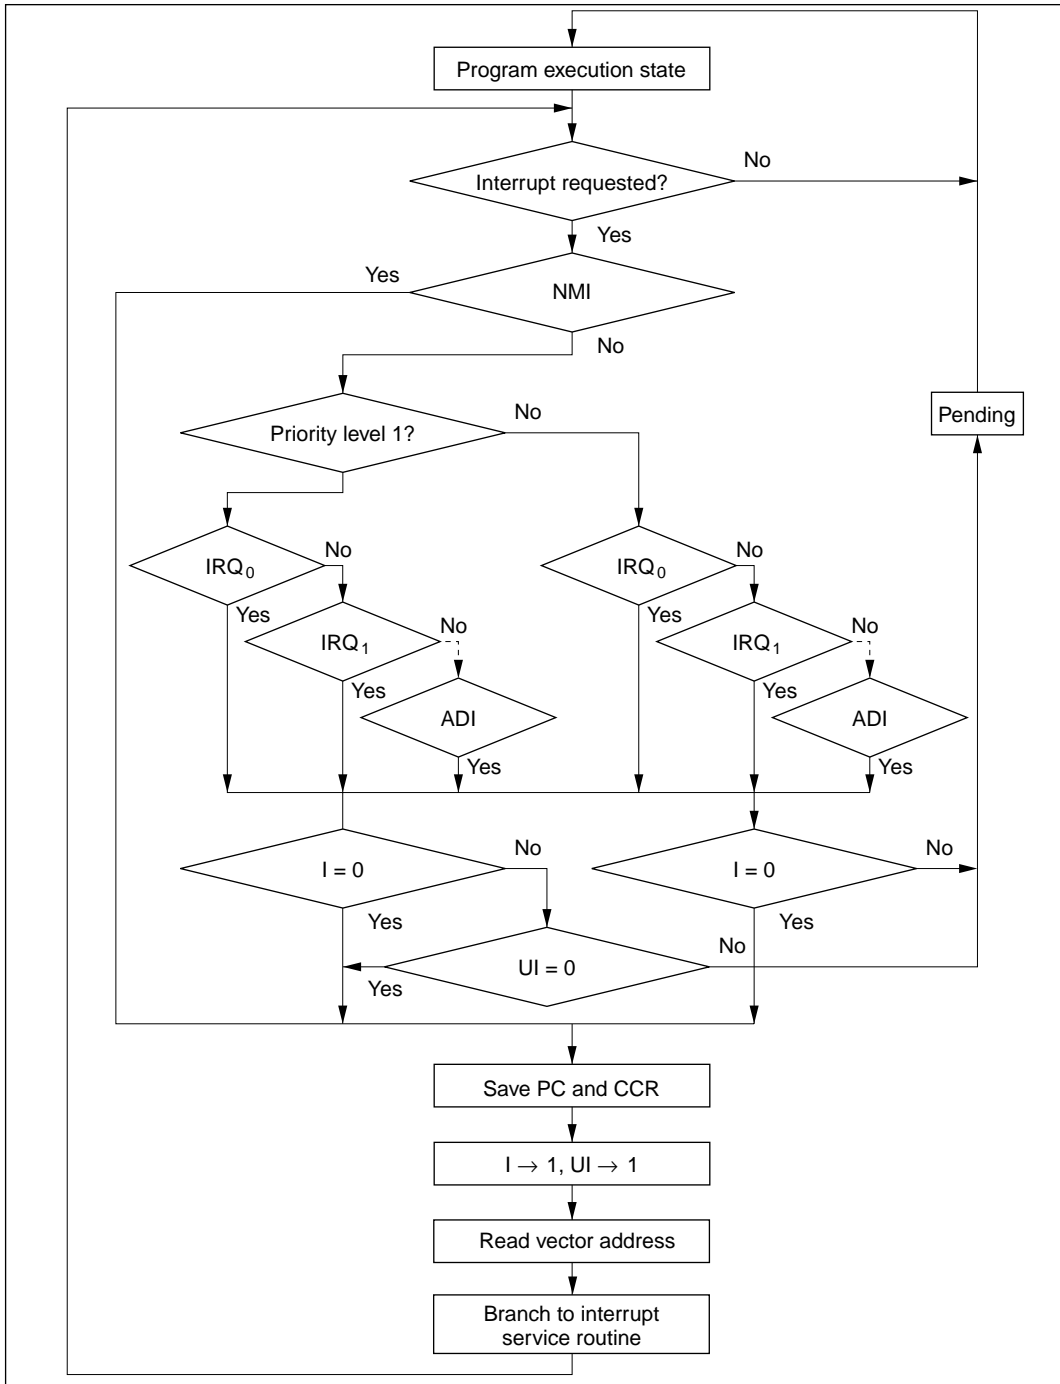 Program execution state
Interrupt requested?
No
Yes
Yes
NMI
No
Priority level 1?
No
Pending
IRQ0
No
IRQ0
No
Yes
Yes
IRQ1
No
IRQ1
No
Yes
Yes
ADI
ADI
Yes
Yes
I = 0
No
I = 0
No
Yes
Yes
UI = 0
No
Yes
Save PC and CCR
I → 1, UI → 1
Read vector address
Branch to interrupt
service routine